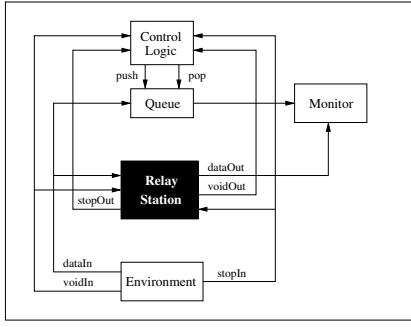 Control
Logic
push
pop
Queue
Monitor
dataOut
Relay
voidOut
Station
stopOut
dataIn
stopIn
Environment
voidIn